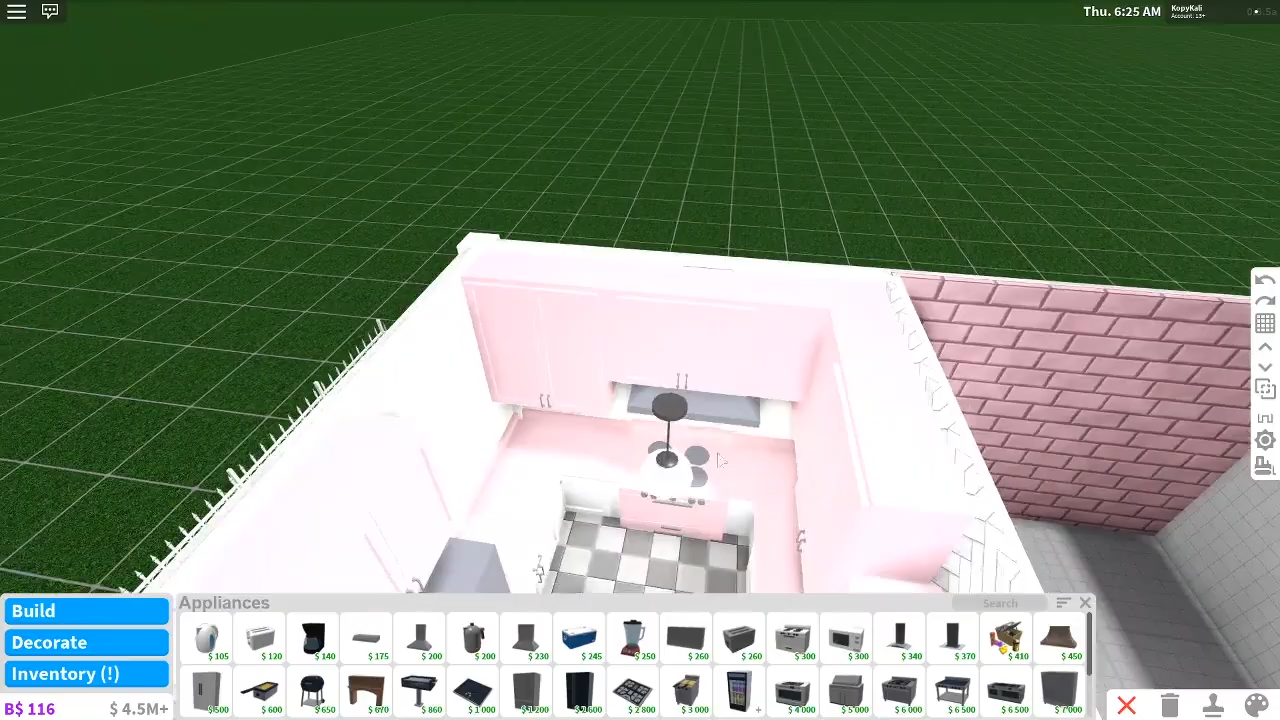 Thu. 6:25 AM
KopyKali
Account: 13+
Build
Decorate
Inventory (!)
B$ 116
$ 4.5M+
Appliances
Search
$ 105 $ 120 $ 140 $ 175 $ 200 $ 200 $ 230 $ 245 $ 250 $ 260 $ 260 $ 300 $ 300 $ 340 $ 370 $ 410 $ 450
$ 600 $ 650 $ 670 $ 860 $ 1 000 $ 2 800 $ 3 000 + $ 4 000 $ 5 000 $ 6 000 $ 6 500 $ 6 500 $ 7 000